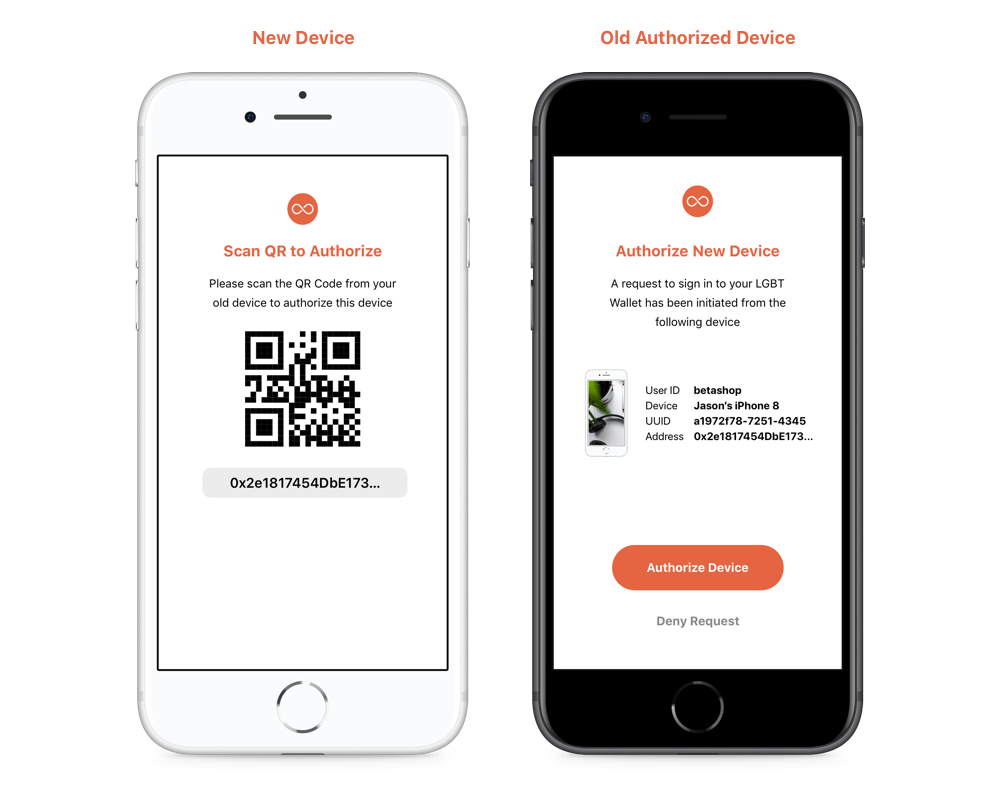 New Device
Scan QR to Authorize
Please scan the QR Code from your
old device to authorize this device
0x2e1817454DbE173...
Old Authorized Device
Authorize New Device
A request to sign in to your LGBT
Wallet has been initiated from the
following device
User ID betashop
Device Jason's iPhone 8
UUID a1972f78-7251-4345
Address 0x2e1817454DbE173...
Authorize Device
Deny Request